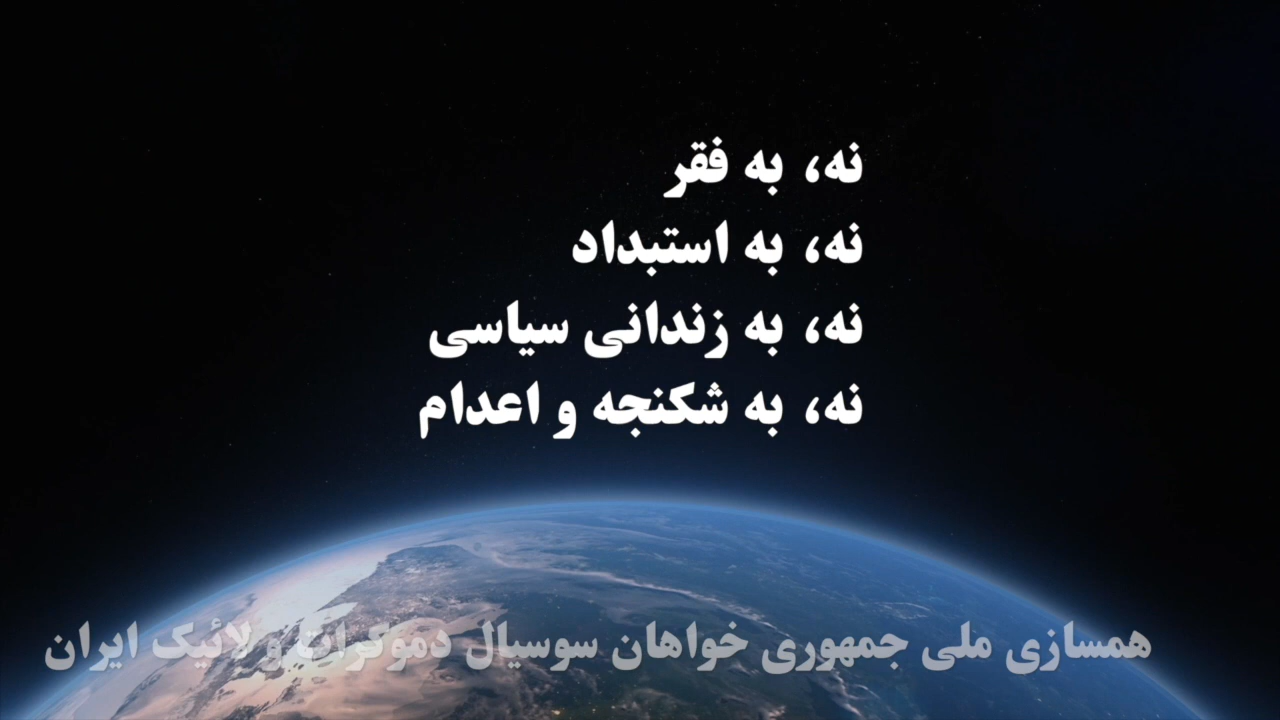 نه، به فقر
نه، به استبداد
نه، به زندانی سیاسی
نه، به شکنجه و اعدام
همسازی ملی جمهوری خواهان سوسیال دموکرات و لائیک ایران